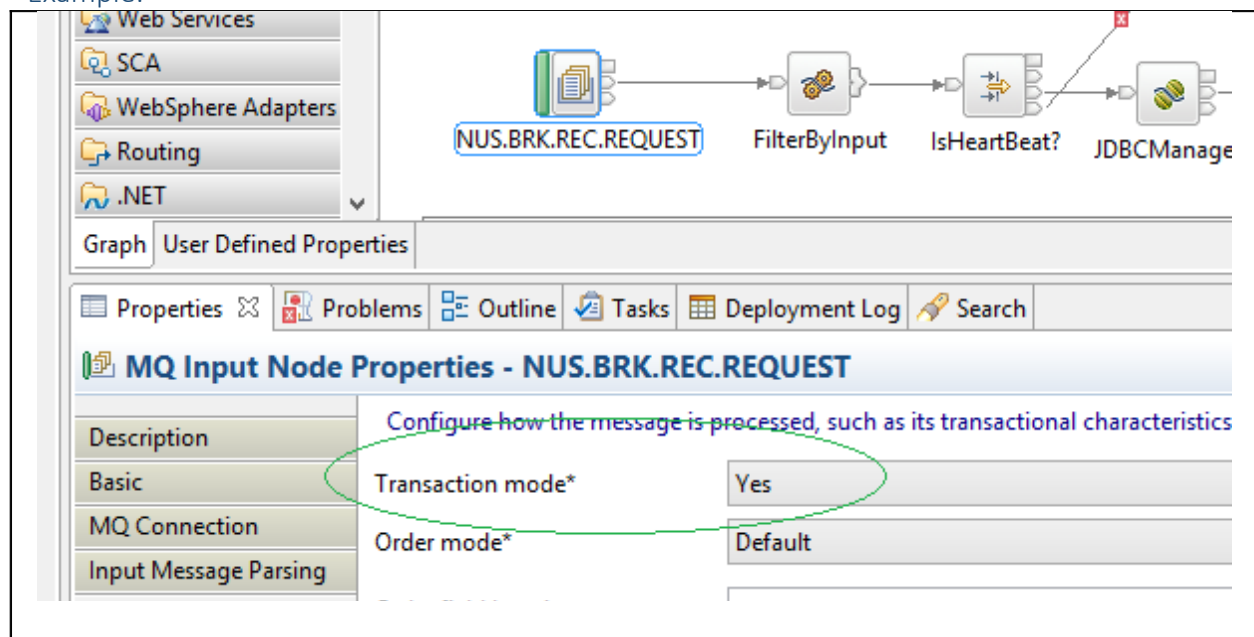 Example:
Web Services
SCA
WebSphere Adapters
Routing
.NET
NUS.BRK.REC.REQUEST
FilterByInput
IsHeartBeat?
JDBCManage
Graph User Defined Properties
Properties Problems Outline Tasks Deployment Log Search
MQ Input Node Properties - NUS.BRK.REC.REQUEST
Description
Basic
MQ Connection
Input Message Parsing
Configure how the message is processed, such as its transactional characteristics
Transaction mode* Yes
Order mode* Default